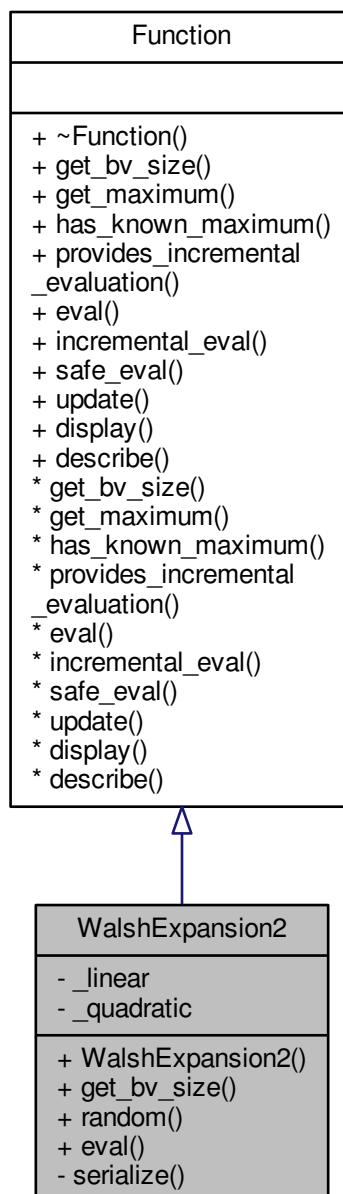 Function
+ ~Function()
+ get_bv_size()
+ get_maximum()
+ has_known_maximum()
+ provides_incremental
_evaluation()
+ eval()
+ incremental_eval()
+ safe_eval()
+ update()
+ display()
+ describe()
* get_bv_size()
* get_maximum()
* has_known_maximum()
* provides_incremental
_evaluation()
* eval()
* incremental_eval()
* safe_eval()
* update()
* display()
* describe()
WalshExpansion2
- _linear
- _quadratic
+ WalshExpansion2()
+ get_bv_size()
+ random()
+ eval()
- serialize()